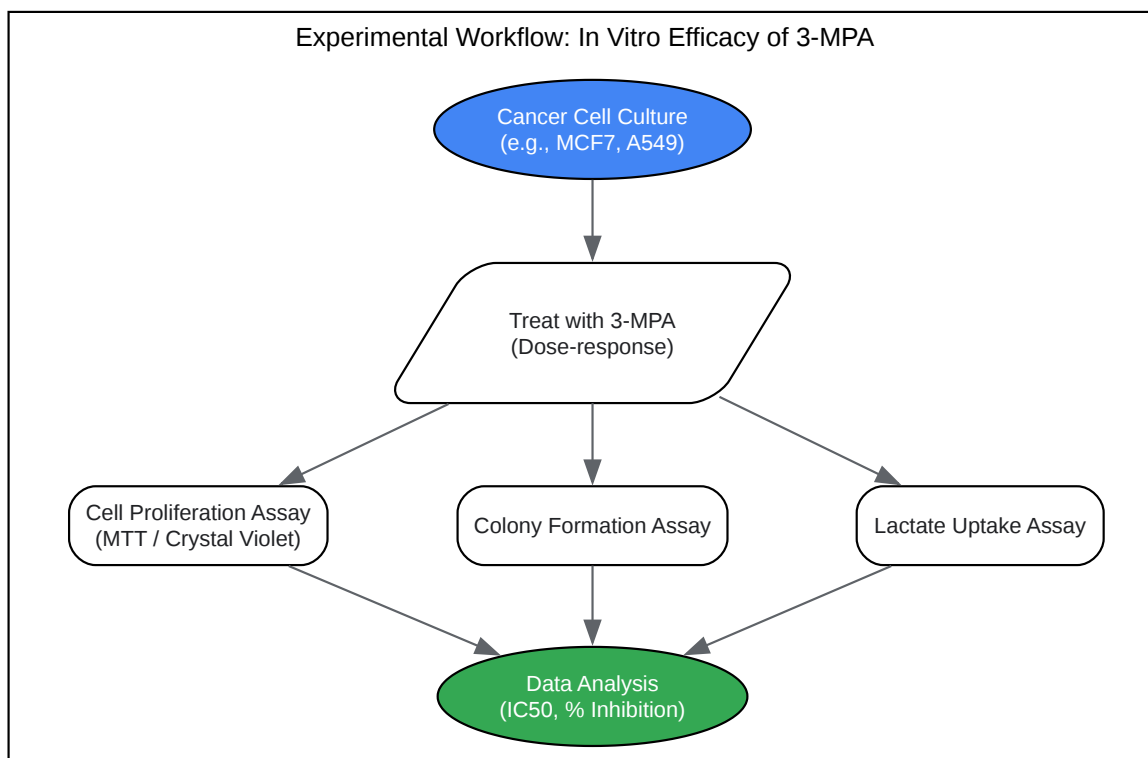 Experimental Workflow: In Vitro Efficacy of 3-MPA
Cancer Cell Culture
(e.g., MCF7, A549)
Treat with 3-MPA
(Dose-response)
Cell Proliferation Assay
(MTT / Crystal Violet)
Colony Formation Assay
Lactate Uptake Assay
Data Analysis
(IC50, % Inhibition)